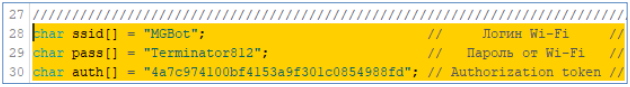 27 ////////////////////////////////////////////////////////////////////////////////
28 char ssid[] = "MGBot"; // Логин Wi-Fi //
29 char pass[] = "Terminator812"; // Пароль от Wi-Fi //
30 char auth[] = "4a7c974100bf4153a9f301c0854988fd"; // Authorization token //